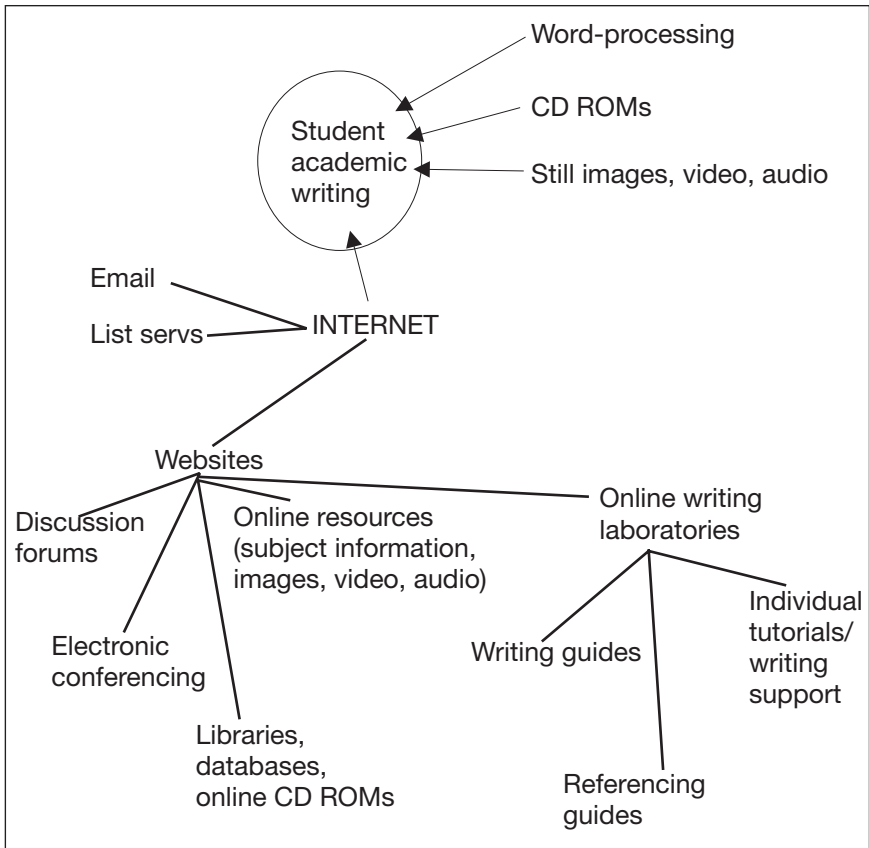 Word-processing
CD ROMs
Student
academic
writing
Still images, video, audio
Email
List servs
INTERNET
Websites
Discussion
forums
Online resources
(subject information,
images, video, audio)
Online writing
laboratories
Electronic
conferencing
Writing guides
Individual
tutorials/
writing
support
Libraries,
databases,
online CD ROMs
Referencing
guides